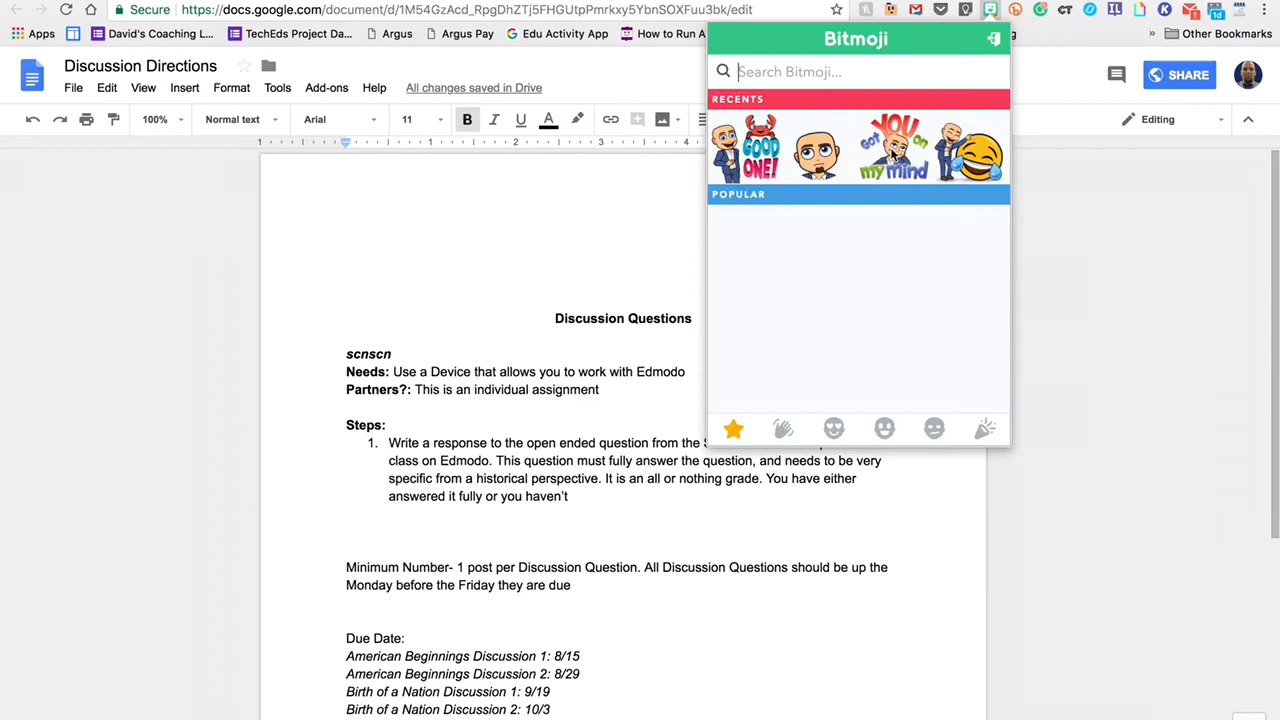 Secure
https://docs.google.com/document/d/1M54GzAcd_RpgDhZTj5FHGUtpPmrkxy5YbnSOXFuu3bk/edit
Apps
David's Coaching L...
TechEds Project Da...
Argus
Argus Pay
Edu Activity App
How to Run A
» Other Bookmarks
Discussion Directions
File Edit View Insert Format Tools Add-ons Help All changes saved in Drive
SHARE
100% Normal text Arial 11 B I U A
Editing
1 1 2 3 4
Bitmoji
Search Bitmoji...
RECENTS
GOOD ONE!
Got YOU on my mind
POPULAR
Discussion Questions
scnscn
Needs: Use a Device that allows you to work with Edmodo
Partners?: This is an individual assignment
Steps:
1. Write a response to the open ended question from the
class on Edmodo. This question must fully answer the question, and needs to be very
specific from a historical perspective. It is an all or nothing grade. You have either
answered it fully or you haven't
Minimum Number- 1 post per Discussion Question. All Discussion Questions should be up the
Monday before the Friday they are due
Due Date:
American Beginnings Discussion 1: 8/15
American Beginnings Discussion 2: 8/29
Birth of a Nation Discussion 1: 9/19
Birth of a Nation Discussion 2: 10/3